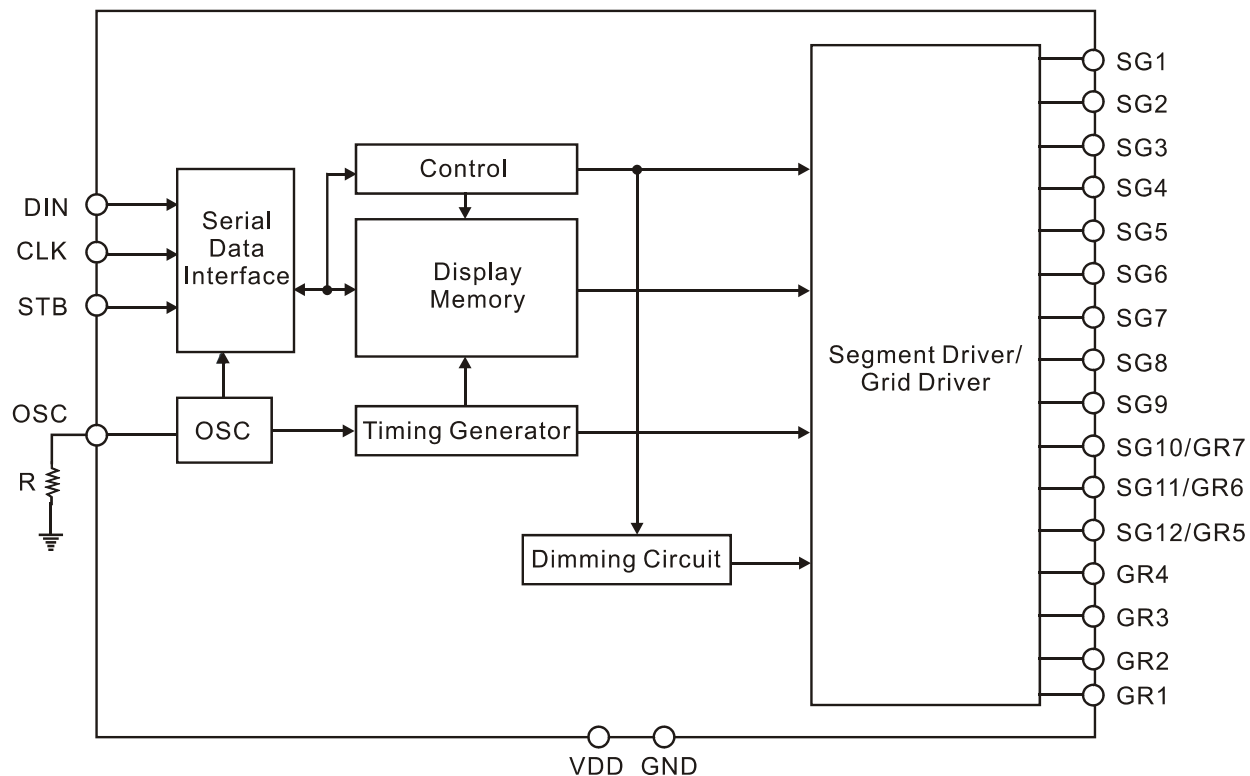 SG1
SG2
SG3
Control
SG4
DIN
Serial
Data
Interface
SG5
CLK
Display
Memory
SG6
STB
SG7
Segment Driver/
Grid Driver
SG8
SG9
OSC
OSC
Timing Generator
SG10/GR7
R
SG11/GR6
SG12/GR5
Dimming Circuit
GR4
GR3
GR2
GR1
VDD
GND